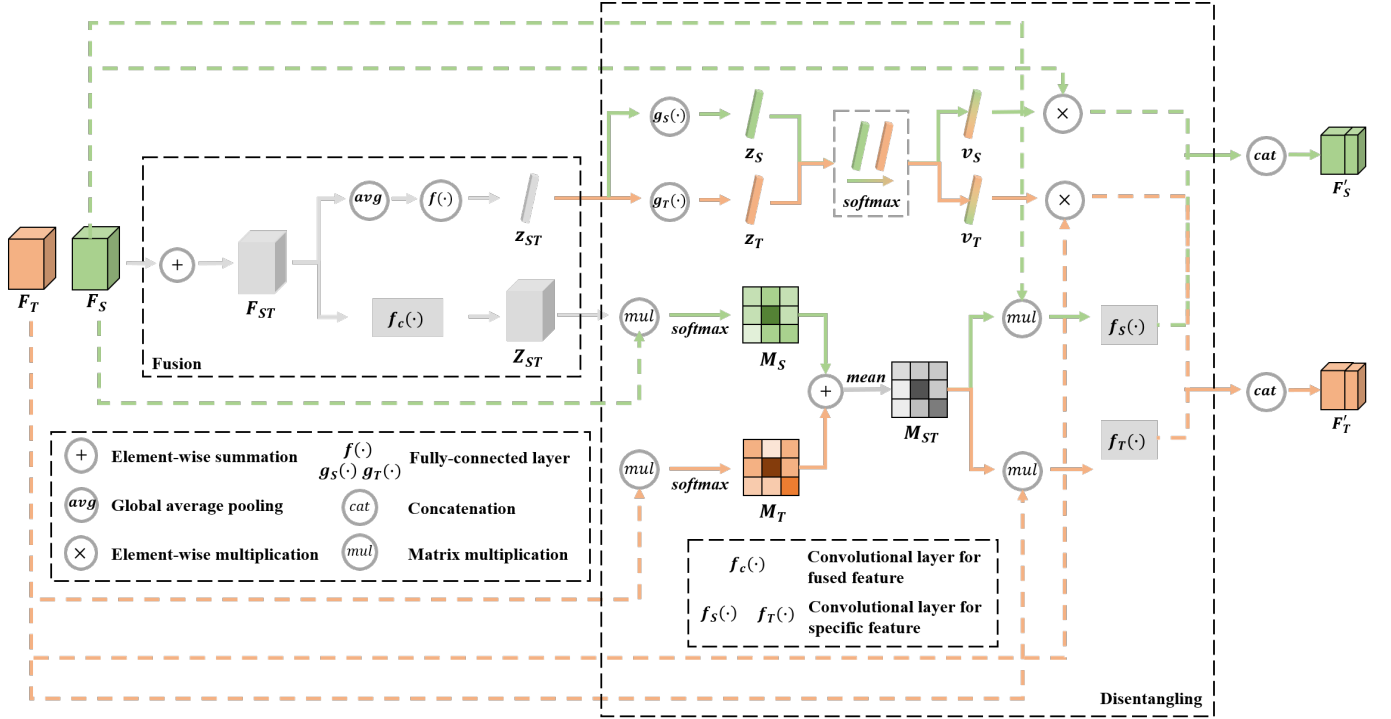 g_S(·)
z_S
v_S
×
cat
F'_S
softmax
avg
f(·)
z_ST
g_T(·)
z_T
v_T
×
F_T
F_S
+
F_ST
f_c(·)
Z_ST
Fusion
mul
softmax
M_S
+
mean
M_ST
mul
f_S(·)
cat
F'_T
mul
softmax
M_T
mul
f_T(·)
+ Element-wise summation
f(·)
g_S(·) g_T(·)
Fully-connected layer
avg Global average pooling
cat Concatenation
× Element-wise multiplication
mul Matrix multiplication
f_c(·)
Convolutional layer for
fused feature
f_S(·) f_T(·)
Convolutional layer for
specific feature
Disentangling